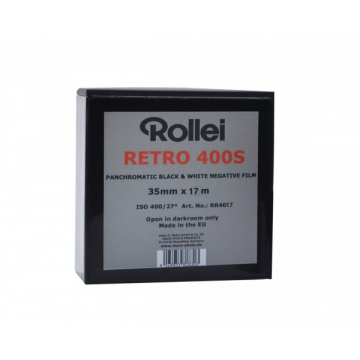 Rollei
RETRO 400S
PANCHROMATIC BLACK & WHITE NEGATIVE FILM
35mm x 17 m
ISO 400/27° Art. No.: RR4017
Open in darkroom only
Made in the EU